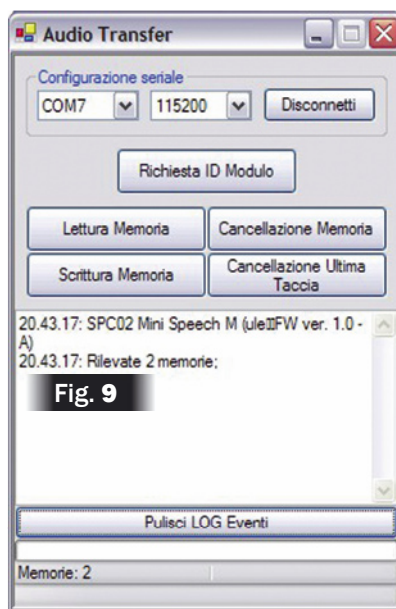 Audio Transfer
Configurazione seriale
COM7 115200 Disconnetti
Richiesta ID Modulo
Lettura Memoria Cancellazione Memoria
Scrittura Memoria Cancellazione Ultima
Taccia
20.43.17: SPC02 Mini Speech M (ule▯▯FW ver. 1.0 -
A)
20.43.17: Rilevate 2 memorie;
Fig. 9
Pulisci LOG Eventi
Memorie: 2